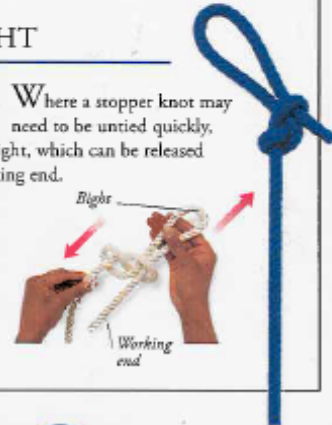 HT
Where a stopper knot may
need to be untied quickly,
ight, which can be released
ing end.
Bight
Working
end